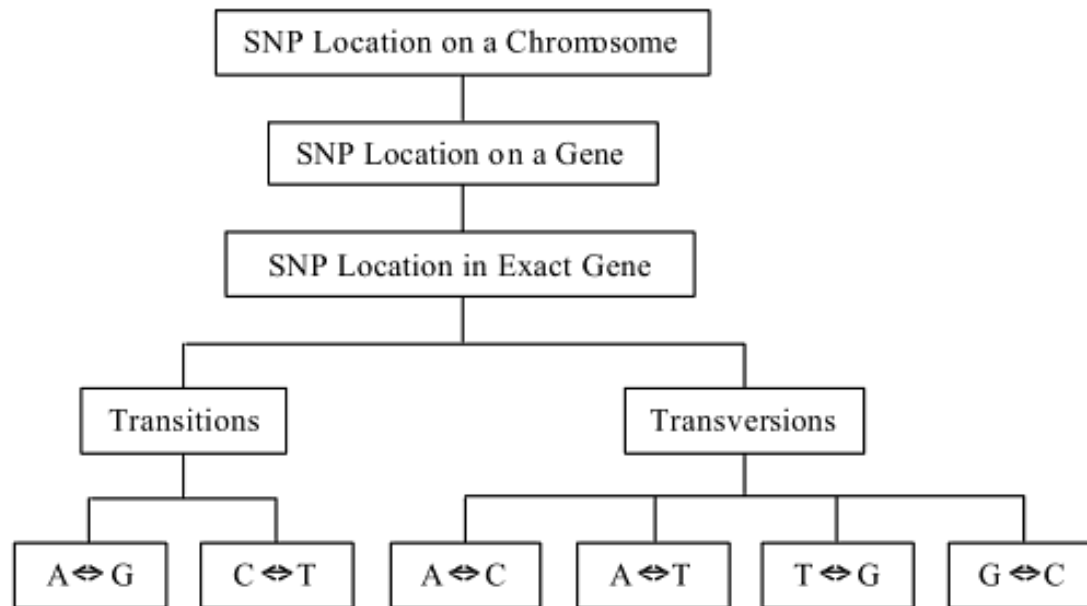 SNP Location on a Chromosome
SNP Location on a Gene
SNP Location in Exact Gene
Transitions
Transversions
A⇔G
C⇔T
A⇔C
A⇔T
T⇔G
G⇔C